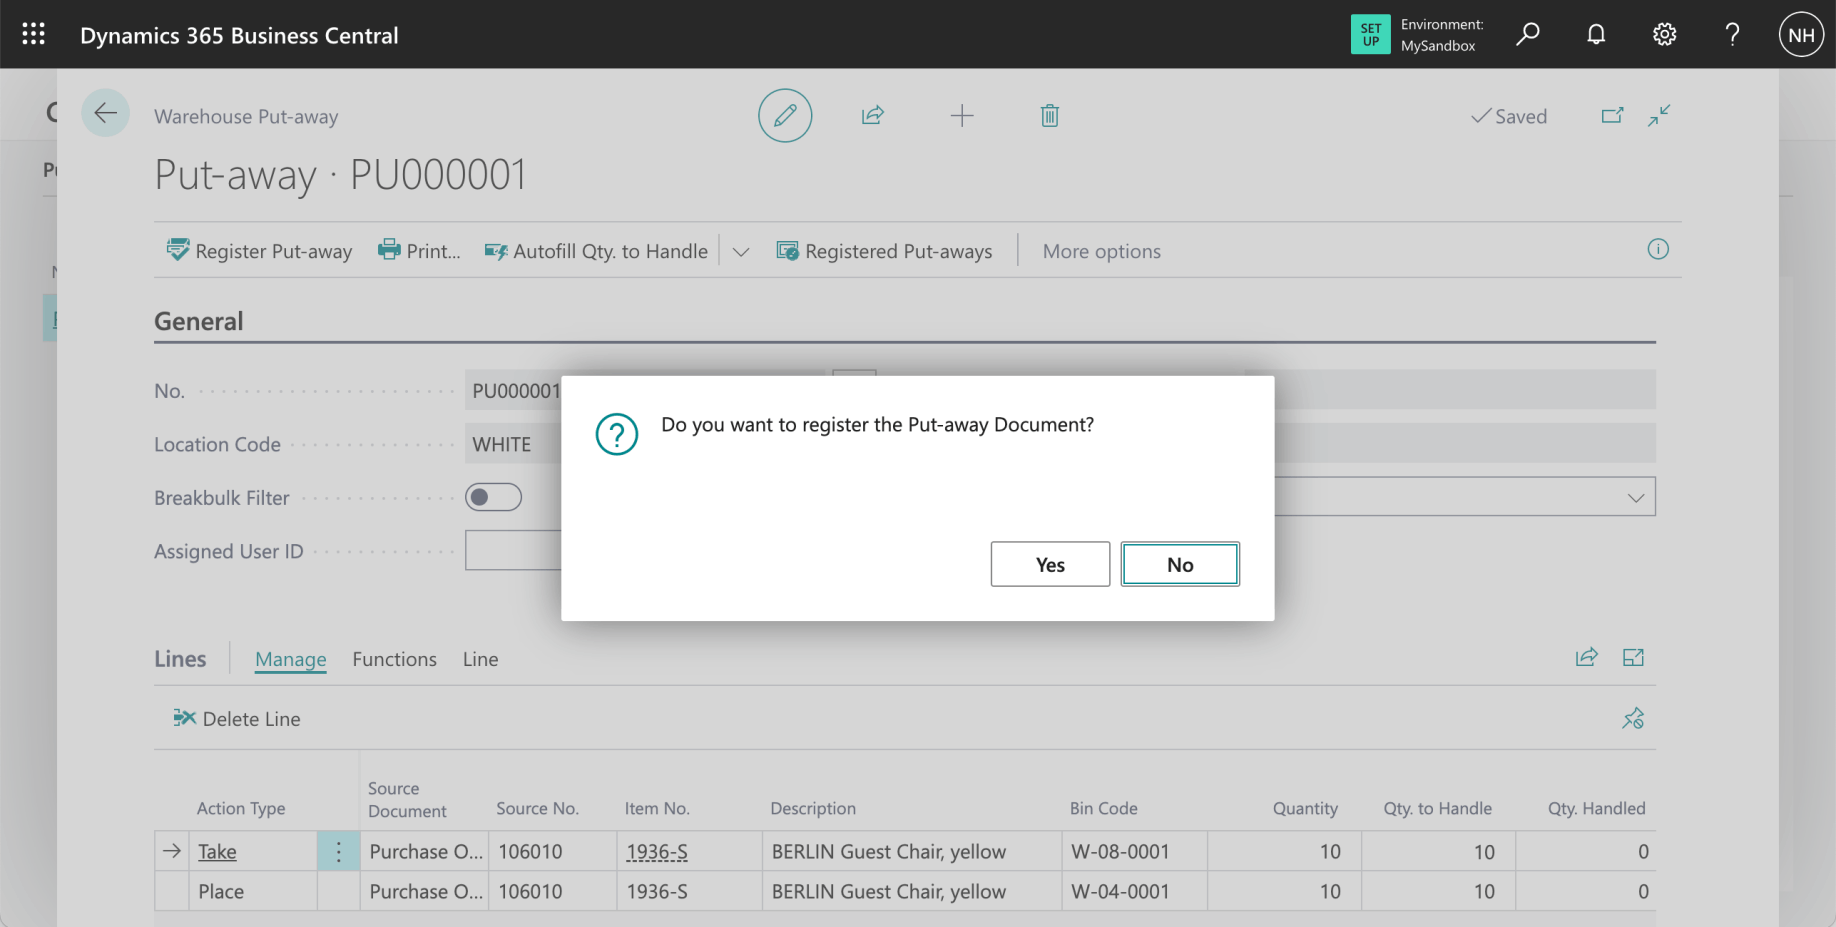 Dynamics 365 Business Central
SET
UP
Environment:
MySandbox
NH
Warehouse Put-away
Saved
Put-away · PU000001
Register Put-away
Print...
Autofill Qty. to Handle
Registered Put-aways
More options
General
No.
PU000001
Location Code
WHITE
Breakbulk Filter
Assigned User ID
Do you want to register the Put-away Document?
Yes
No
Lines
Manage
Functions
Line
Delete Line
Action Type
Source
Document
Source No.
Item No.
Description
Bin Code
Quantity
Qty. to Handle
Qty. Handled
Take Purchase O... 106010 1936-S BERLIN Guest Chair, yellow W-08-0001 10 10 0
Place Purchase O... 106010 1936-S BERLIN Guest Chair, yellow W-04-0001 10 10 0